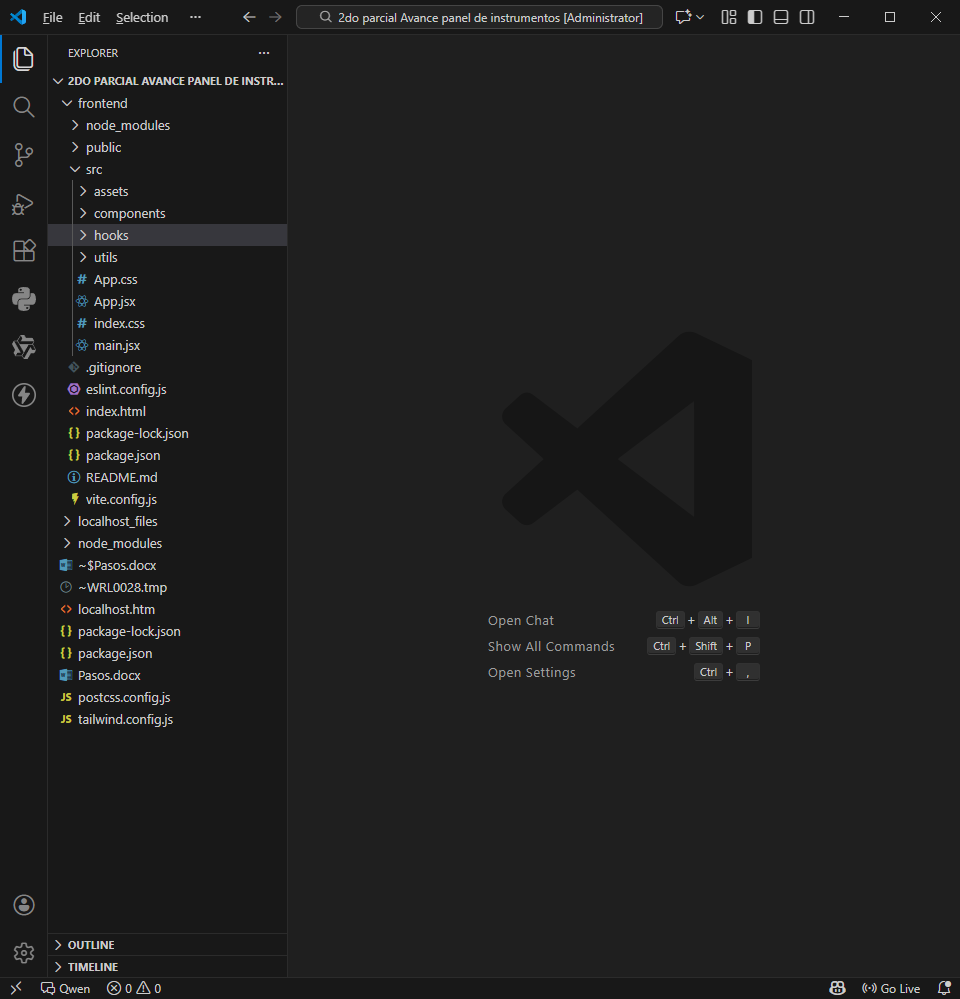 File Edit Selection ··· 2do parcial Avance panel de instrumentos [Administrator]
EXPLORER ···
2DO PARCIAL AVANCE PANEL DE INSTR...
frontend
node_modules
public
src
assets
components
hooks
utils
# App.css
App.jsx
# index.css
main.jsx
.gitignore
eslint.config.js
<> index.html
{} package-lock.json
{} package.json
README.md
vite.config.js
localhost_files
node_modules
~$Pasos.docx
~WRL0028.tmp
<> localhost.htm
{} package-lock.json
{} package.json
Pasos.docx
JS postcss.config.js
JS tailwind.config.js
Open Chat Ctrl + Alt + I
Show All Commands Ctrl + Shift + P
Open Settings Ctrl + ,
OUTLINE
TIMELINE
Qwen 0 0 Go Live